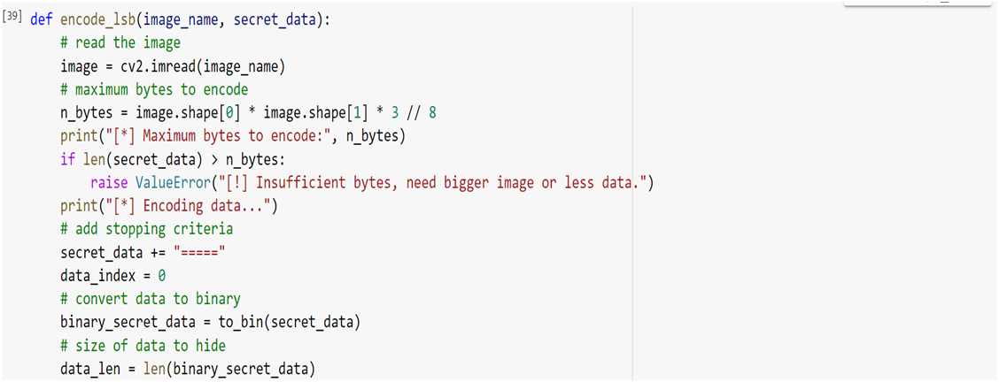 [39] def encode_lsb(image_name, secret_data):
    # read the image
    image = cv2.imread(image_name)
    # maximum bytes to encode
    n_bytes = image.shape[0] * image.shape[1] * 3 // 8
    print("[*] Maximum bytes to encode:", n_bytes)
    if len(secret_data) > n_bytes:
        raise ValueError("[!] Insufficient bytes, need bigger image or less data.")
    print("[*] Encoding data...")
    # add stopping criteria
    secret_data += "====="
    data_index = 0
    # convert data to binary
    binary_secret_data = to_bin(secret_data)
    # size of data to hide
    data_len = len(binary_secret_data)